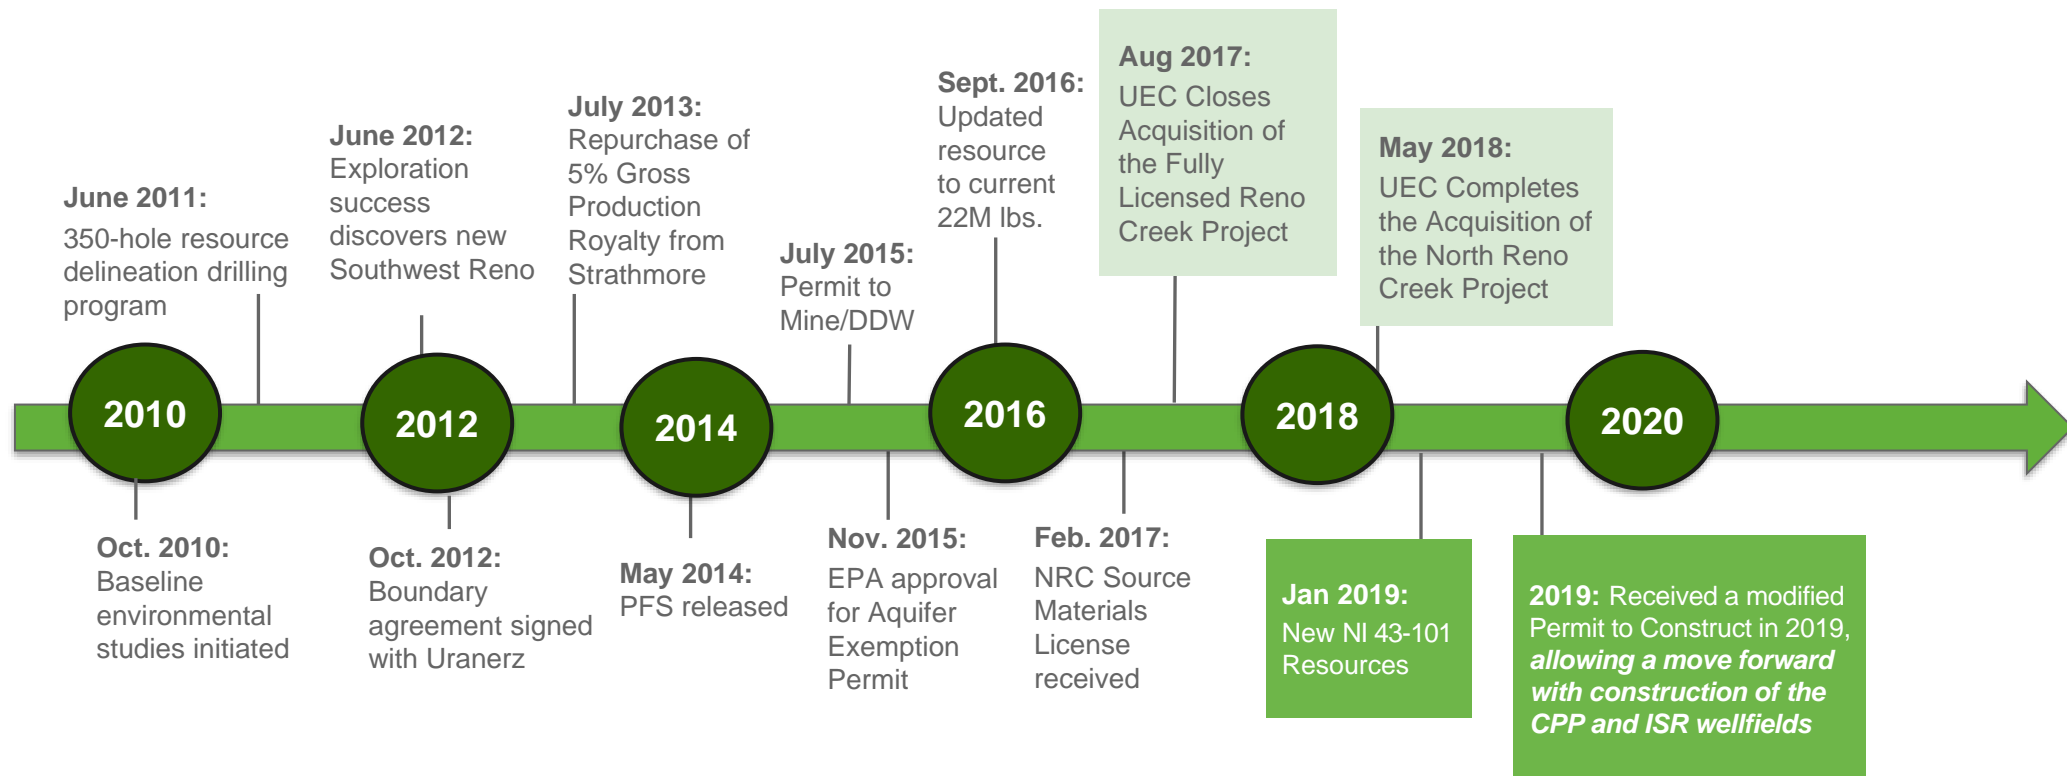 June 2011:
350-hole resource
delineation drilling
program
June 2012:
Exploration
success
discovers new
Southwest Reno
July 2013:
Repurchase of
5% Gross
Production
Royalty from
Strathmore
July 2015:
Permit to
Mine/DDW
Sept. 2016:
Updated
resource
to current
22M lbs.
Aug 2017:
UEC Closes
Acquisition of
the Fully
Licensed Reno
Creek Project
May 2018:
UEC Completes
the Acquisition of
the North Reno
Creek Project
2010
2012
2014
2016
2018
2020
Oct. 2010:
Baseline
environmental
studies initiated
Oct. 2012:
Boundary
agreement signed
with Uranerz
May 2014:
PFS released
Nov. 2015:
EPA approval
for Aquifer
Exemption
Permit
Feb. 2017:
NRC Source
Materials
License
received
Jan 2019:
New NI 43-101
Resources
2019: Received a modified
Permit to Construct in 2019,
allowing a move forward
with construction of the
CPP and ISR wellfields